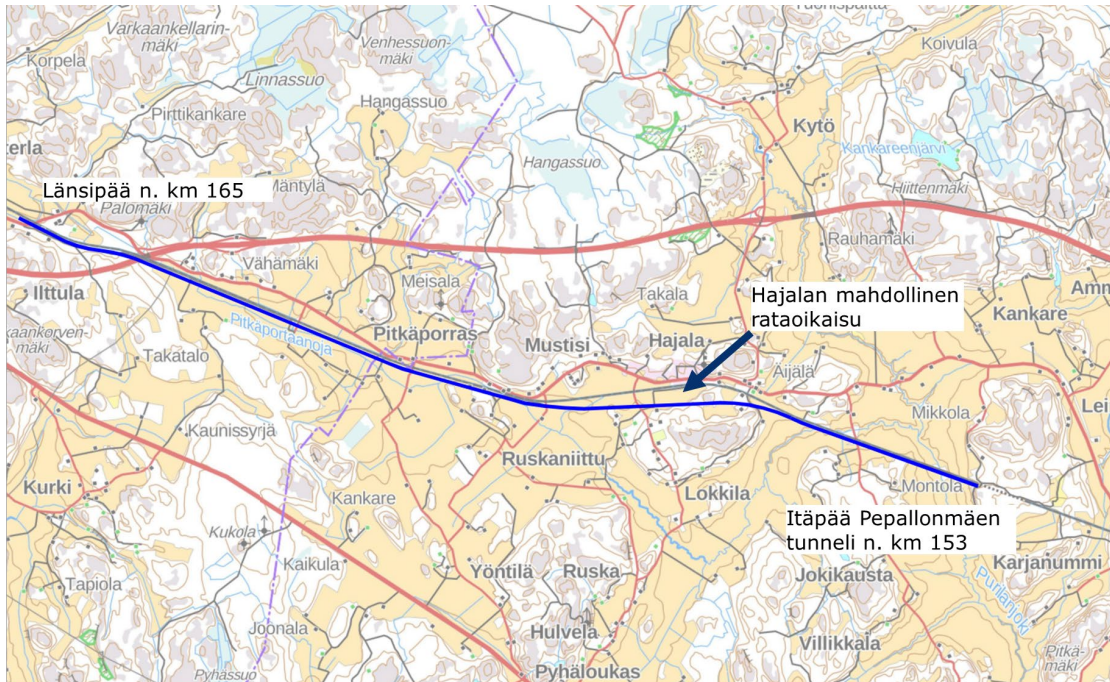 Varkaankellarin-
mäki
Korpela
Linnassuo
Venhessuon-
mäki
Koivula
Pirttikankare
Hangassuo
Kytö
Kankareenjärvi
Hangassuo
Hiittenmäki
Mäntylä
Länsipää n. km 165
Palomäki
Rauhamäki
Vähämäki
Ilttula
Meisala
Takala
Hajalan mahdollinen
rataoikaisu
Kankare
Pitkäporraanoja
Pitkäporras
Mustisi
Hajala
Takatalo
Äijälä
Mikkola
Kaunissyrjä
Ruskaniittu
Kurki
Kankare
Lokkila
Montola
Itäpää Pepallonmäen
tunneli n. km 153
Kukola
Kaikula
Yöntilä
Ruska
Jokikausta
Karjanummi
Tapiola
Purilanjoki
Joonala
Hulvela
Villikkala
Pitkä-
mäki
Pyhäsuo
Pyhäloukas